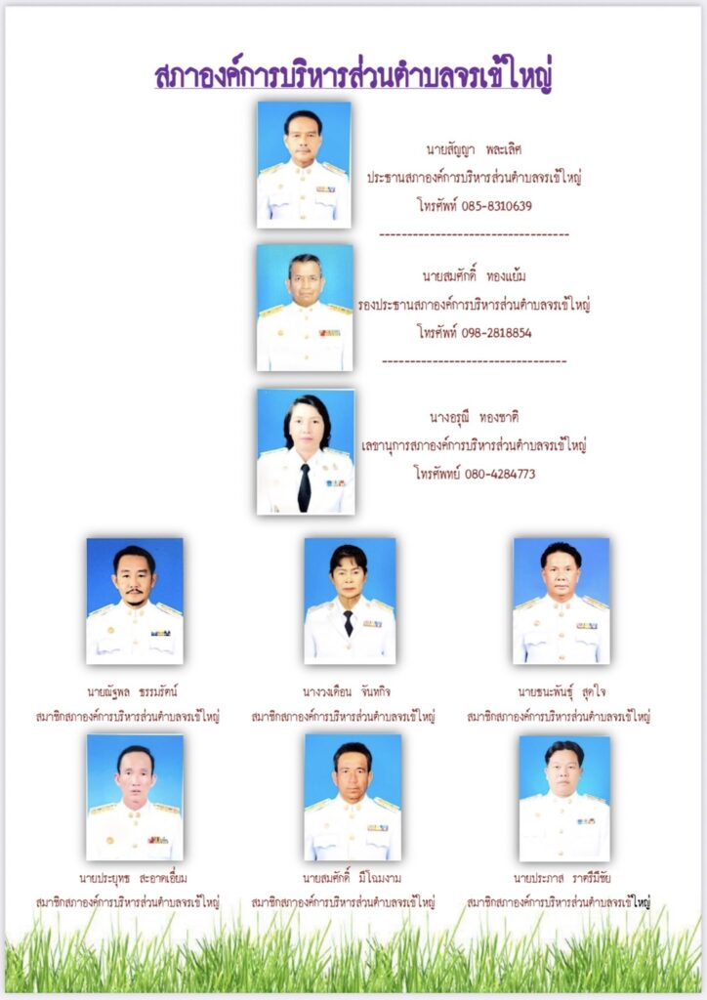 สภาองค์การบริหารส่วนตำบลจรเข้ใหญ่
นายสัญญา พละเลิศ
ประธานสภาองค์การบริหารส่วนตำบลจรเข้ใหญ่
โทรศัพท์ 085-8310639
----------------------------------
นายสมศักดิ์ ทองแย้ม
รองประธานสภาองค์การบริหารส่วนตำบลจรเข้ใหญ่
โทรศัพท์ 098-2818854
---------------------------------
นางอรุณี ทองชาติ
เลขานุการสภาองค์การบริหารส่วนตำบลจรเข้ใหญ่
โทรศัพทย์ 080-4284773
นายณัฐพล ธรรมรัตน์ นางวงเดือน จันทกิจ นายธนะพันธุ์ สุดใจ
สมาชิกสภาองค์การบริหารส่วนตำบลจรเข้ใหญ่ สมาชิกสภาองค์การบริหารส่วนตำบลจรเข้ใหญ่ สมาชิกสภาองค์การบริหารส่วนตำบลจรเข้ใหญ่
นายประยุทธ สะอาดเอี่ยม นายสมศักดิ์ มีโฉมงาม นายประภาส ราตรีมีชัย
สมาชิกสภาองค์การบริหารส่วนตำบลจรเข้ใหญ่ สมาชิกสภาองค์การบริหารส่วนตำบลจรเข้ใหญ่ สมาชิกสภาองค์การบริหารส่วนตำบลจรเข้ใหญ่